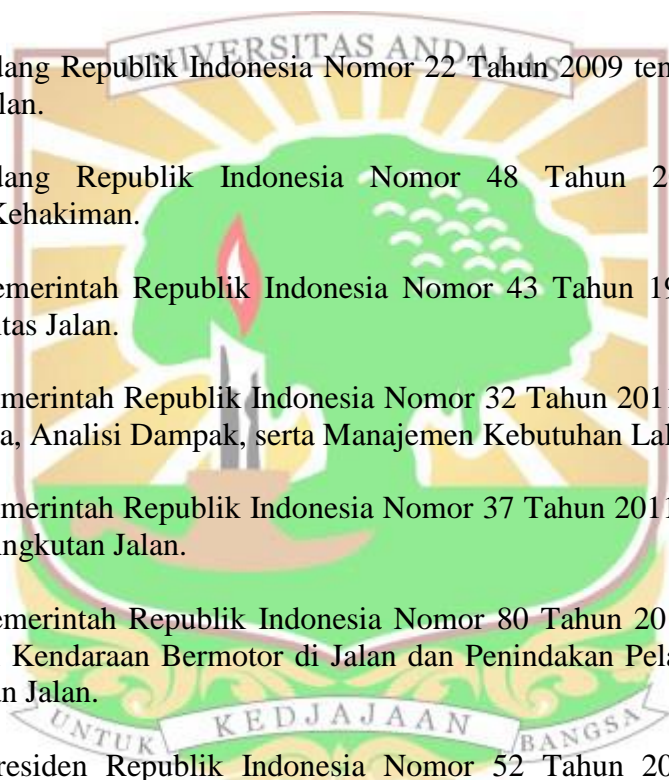 UNIVERSITAS ANDALAS
dang Republik Indonesia Nomor 22 Tahun 2009 ten
lan.
dang Republik Indonesia Nomor 48 Tahun 2
Kehakiman.
emerintah Republik Indonesia Nomor 43 Tahun 19
tas Jalan.
merintah Republik Indonesia Nomor 32 Tahun 2011
a, Analisi Dampak, serta Manajemen Kebutuhan Lal
merintah Republik Indonesia Nomor 37 Tahun 2011
ngkutan Jalan.
emerintah Republik Indonesia Nomor 80 Tahun 20
Kendaraan Bermotor di Jalan dan Penindakan Pela
n Jalan.
UNTUK KEDJAJAAN BANGSA
residen Republik Indonesia Nomor 52 Tahun 20